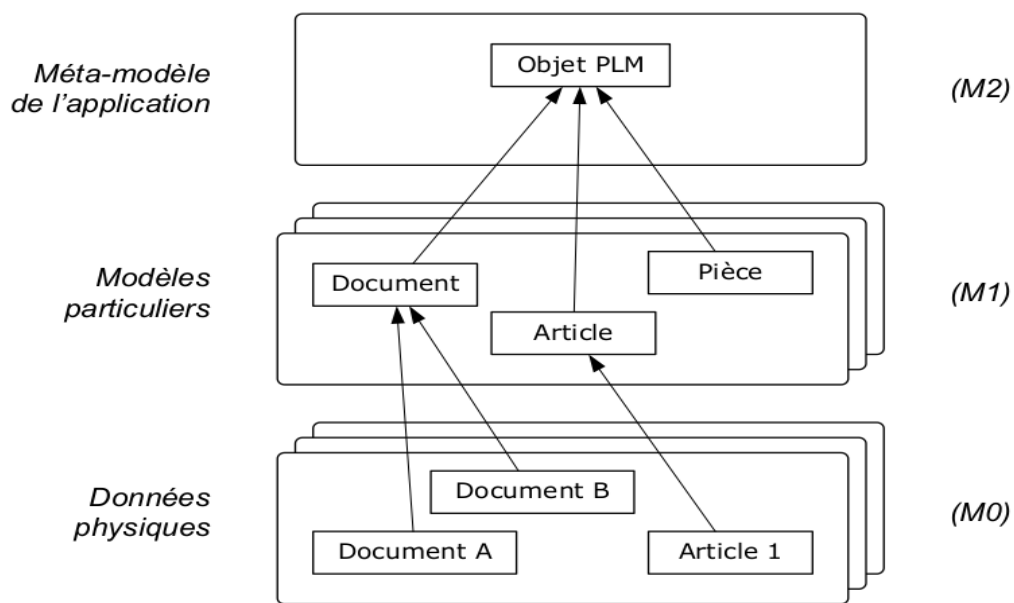 Objet PLM
Méta-modèle
de l'application
(M2)
Document
Pièce
Article
Modèles
particuliers
(M1)
Document B
Document A
Article 1
Données
physiques
(M0)